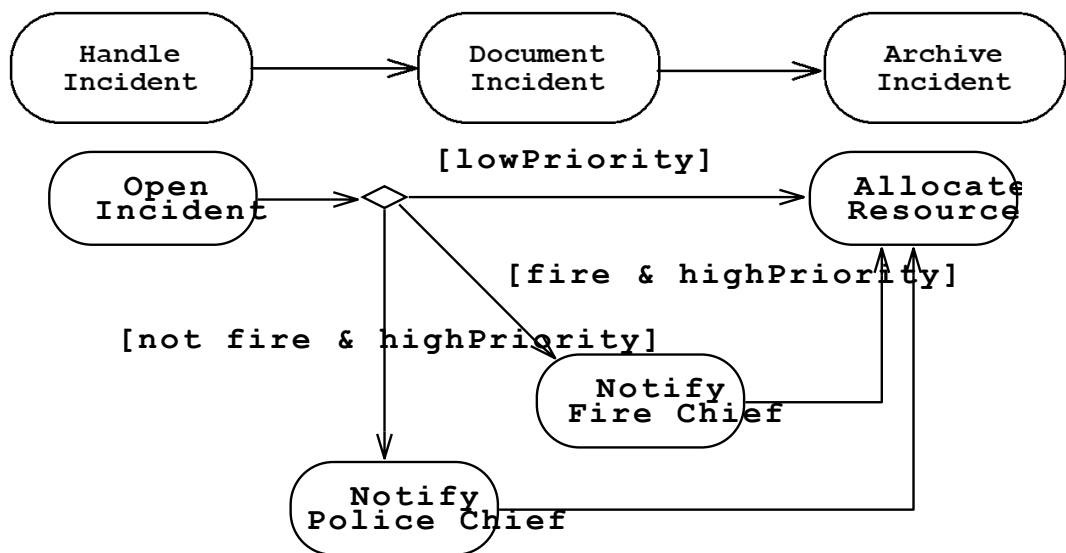 Handle
Incident
Document
Incident
Archive
Incident
[lowPriority]
Open
Incident
Allocate
Resource
[fire & highPriority]
[not fire & highPriority]
Notify
Fire Chief
Notify
Police Chief